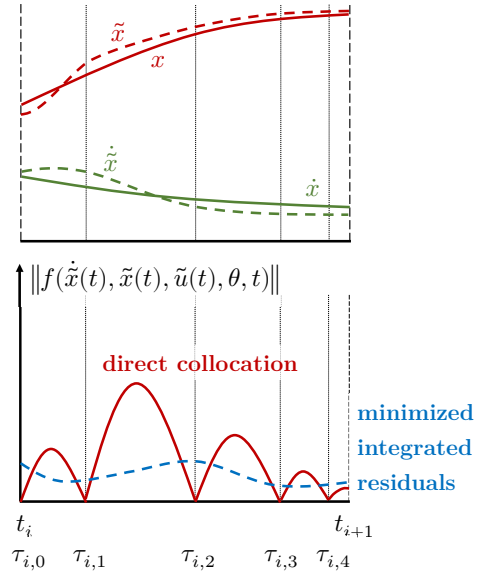 x̃
x
x̃̇
ẋ
‖f(x̃̇(t), x̃(t), ũ(t), θ, t)‖
direct collocation
minimized
integrated
residuals
t_i t_{i+1}
τ_{i,0} τ_{i,1} τ_{i,2} τ_{i,3} τ_{i,4}